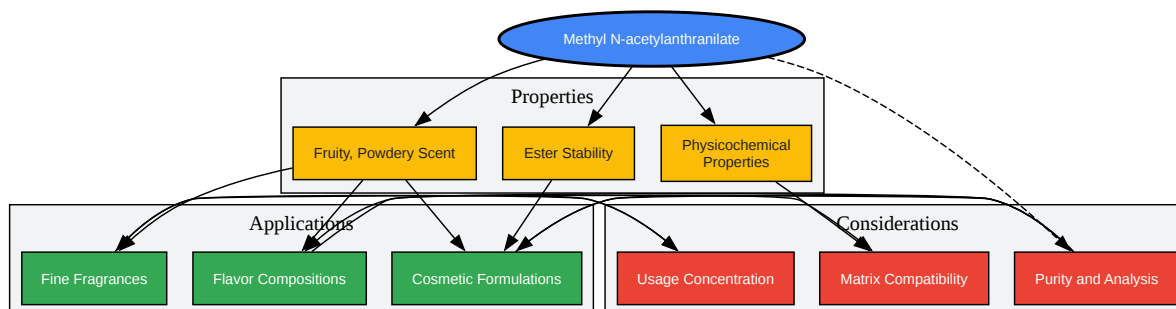 Methyl N-acetylanthranilate
Properties
Fruity, Powdery Scent
Ester Stability
Physicochemical
Properties
Applications
Considerations
Fine Fragrances
Flavor Compositions
Cosmetic Formulations
Usage Concentration
Matrix Compatibility
Purity and Analysis